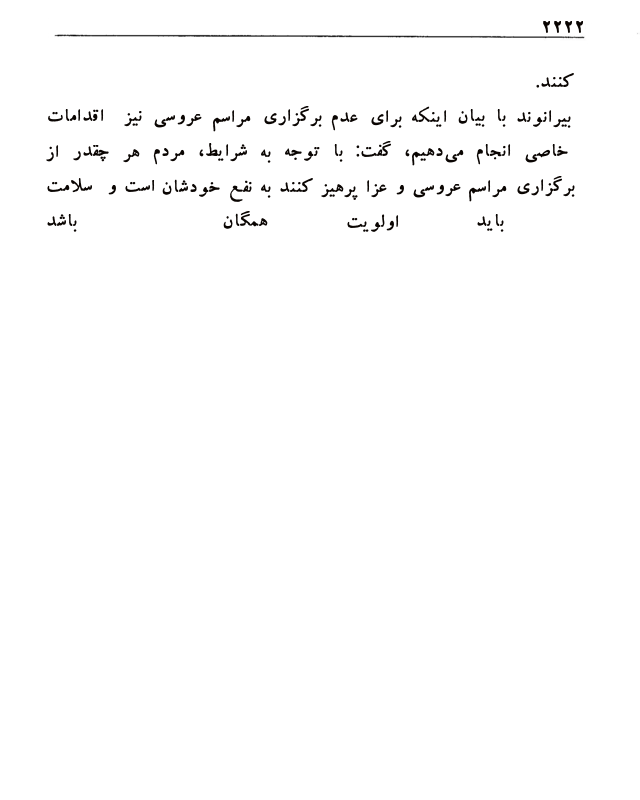 ۲۲۲۲
کنند.
بیرانوند با بیان اینکه برای عدم برگزاری مراسم عروسی نیز اقدامات
خاصی انجام می‌دهیم، گفت: با توجه به شرایط، مردم هر چقدر از
برگزاری مراسم عروسی و عزا پرهیز کنند به نفع خودشان است و سلامت
باید اولویت همگان باشد